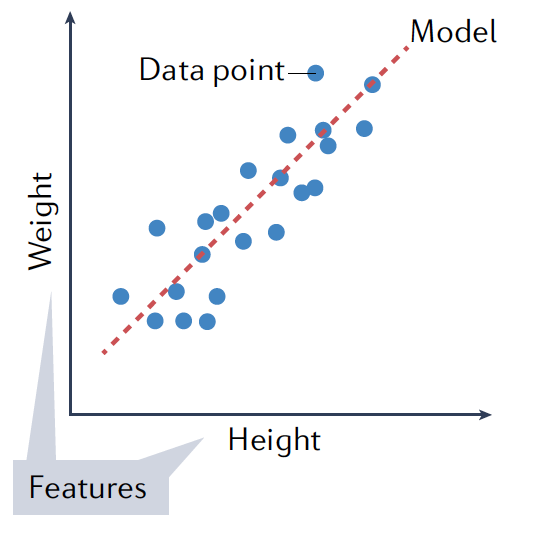 Model
Data point
Weight
Height
Features